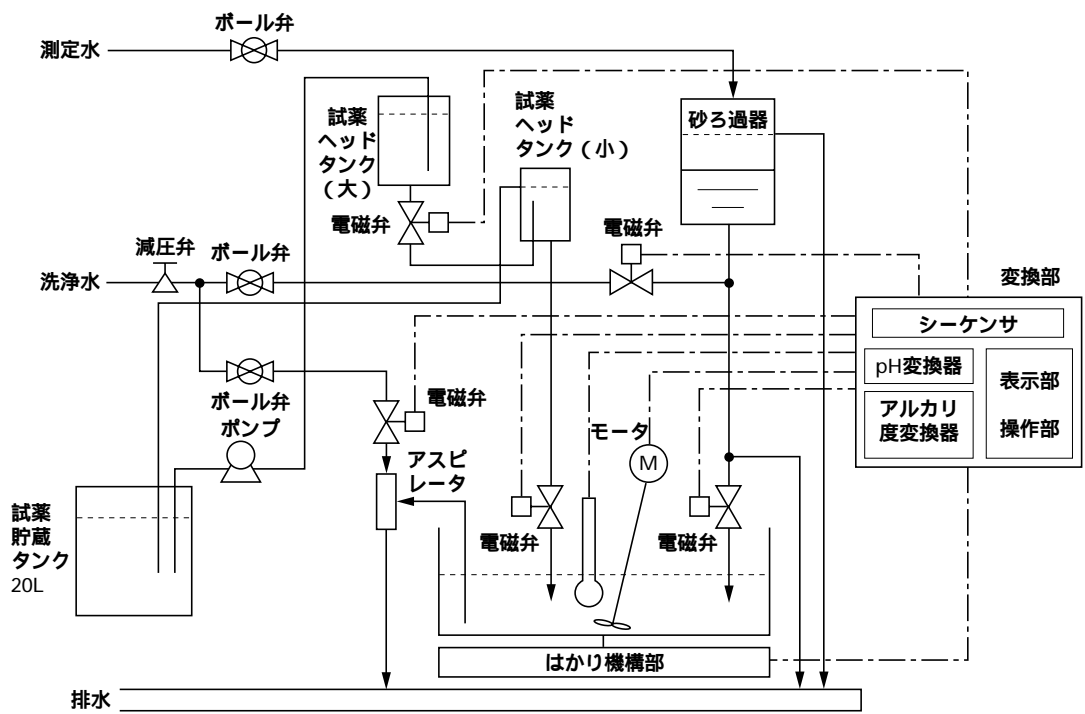 ボール弁
測定水
試薬
ヘッド
タンク
(大)
試薬
ヘッド
タンク(小)
砂ろ過器
電磁弁
電磁弁
減圧弁
ボール弁
洗浄水
変換部
シーケンサ
pH変換器
アルカリ
度変換器
表示部
操作部
電磁弁
ボール弁
ポンプ
モータ
M
アスピ
レータ
試薬
貯蔵
タンク
20L
電磁弁
電磁弁
はかり機構部
排水